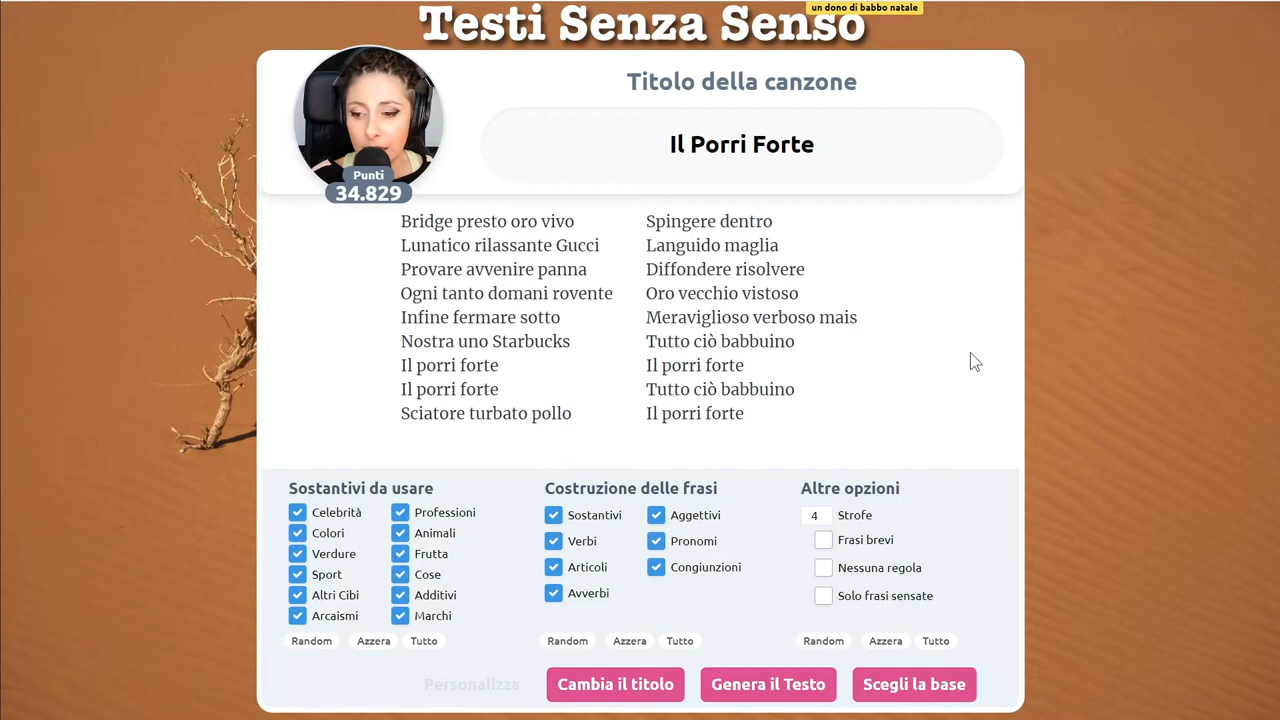 un dono di babbo natale
Testi Senza Senso
Titolo della canzone
Il Porri Forte
Punti
34.829
Bridge presto oro vivo
Lunatico rilassante Gucci
Provare avvenire panna
Ogni tanto domani rovente
Infine fermare sotto
Nostra uno Starbucks
Il porri forte
Il porri forte
Sciatore turbato pollo
Spingere dentro
Languido maglia
Diffondere risolvere
Oro vecchio vistoso
Meraviglioso verboso mais
Tutto ciò babbuino
Il porri forte
Tutto ciò babbuino
Il porri forte
Sostantivi da usare
Celebrità
Professioni
Colori
Animali
Verdure
Frutta
Sport
Cose
Altri Cibi
Additivi
Arcaismi
Marchi
Random
Azzera
Tutto
Costruzione delle frasi
Sostantivi
Aggettivi
Verbi
Pronomi
Articoli
Congiunzioni
Avverbi
Random
Azzera
Tutto
Altre opzioni
4 Strofe
Frasi brevi
Nessuna regola
Solo frasi sensate
Random
Azzera
Tutto
Personalizza
Cambia il titolo
Genera il Testo
Scegli la base